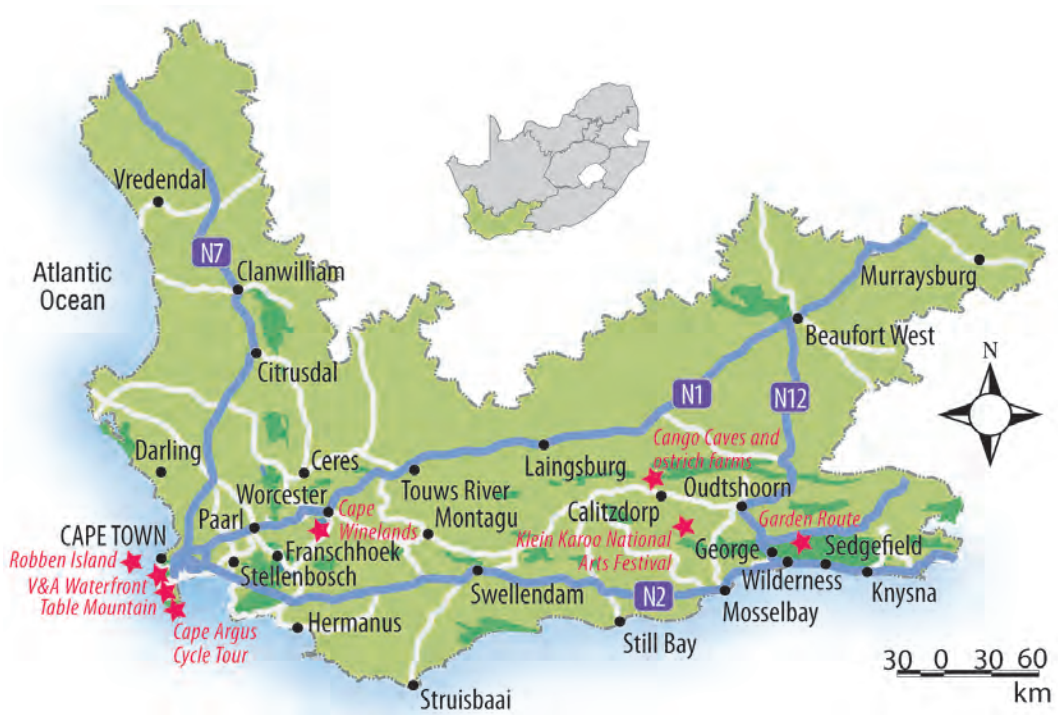 Vredendal
N7
Atlantic
Ocean
Clanwilliam
Murraysburg
Beaufort West
N
Citrusdal
N1
N12
Darling
Ceres
Laingsburg
Cango Caves and
ostrich farms
Worcester
Touws River
Oudtshoorn
Paarl
Cape
Winelands
Montagu
Calitzdorp
Garden Route
CAPE TOWN
Franschhoek
Klein Karoo National
Arts Festival
George
Sedgefield
Robben Island
Stellenbosch
Wilderness
V&A Waterfront
Swellendam
N2
Knysna
Table Mountain
Mosselbay
Hermanus
Cape Argus
Cycle Tour
Still Bay
Struisbaai
30 0 30 60
km